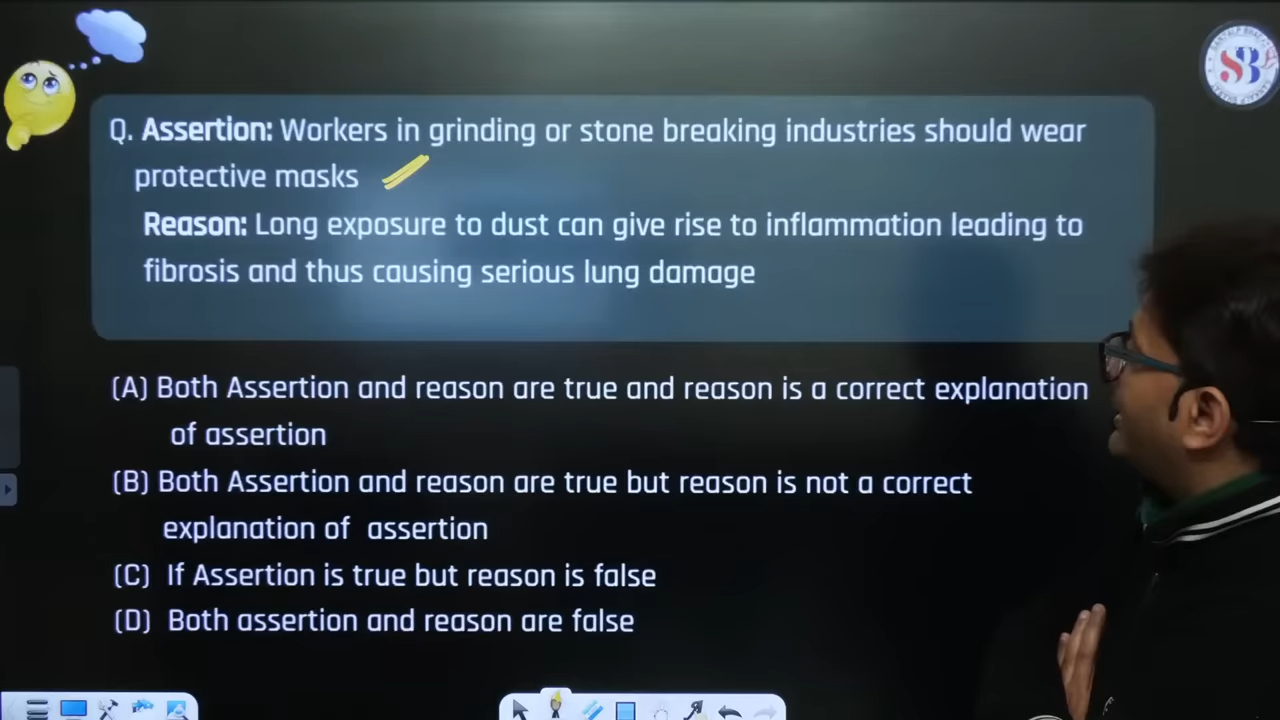 Q. Assertion: Workers in grinding or stone breaking industries should wear
protective masks
Reason: Long exposure to dust can give rise to inflammation leading to
fibrosis and thus causing serious lung damage
(A) Both Assertion and reason are true and reason is a correct explanation
of assertion
(B) Both Assertion and reason are true but reason is not a correct
explanation of assertion
(C) If Assertion is true but reason is false
(D) Both assertion and reason are false
SB